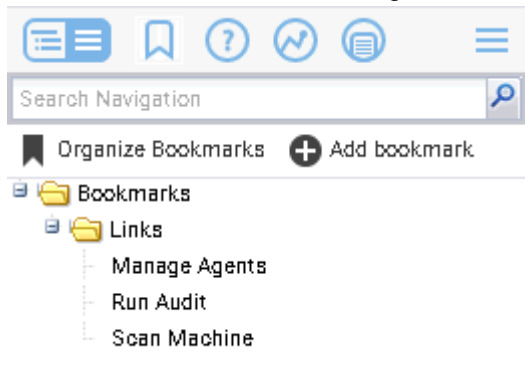 Search Navigation
Organize Bookmarks Add bookmark
Bookmarks
Links
Manage Agents
Run Audit
Scan Machine